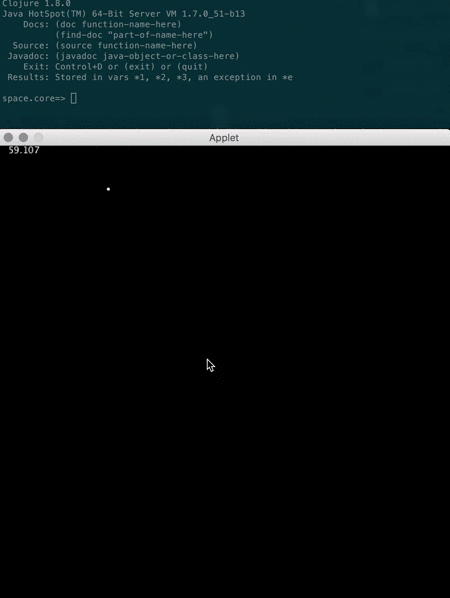 Clojure 1.8.0
Java HotSpot(TM) 64-Bit Server VM 1.7.0_51-b13
Docs: (doc function-name-here)
(find-doc "part-of-name-here")
Source: (source function-name-here)
Javadoc: (javadoc java-object-or-class-here)
Exit: Control+D or (exit) or (quit)
Results: Stored in vars *1, *2, *3, an exception in *e
space.core=>
Applet
59.107